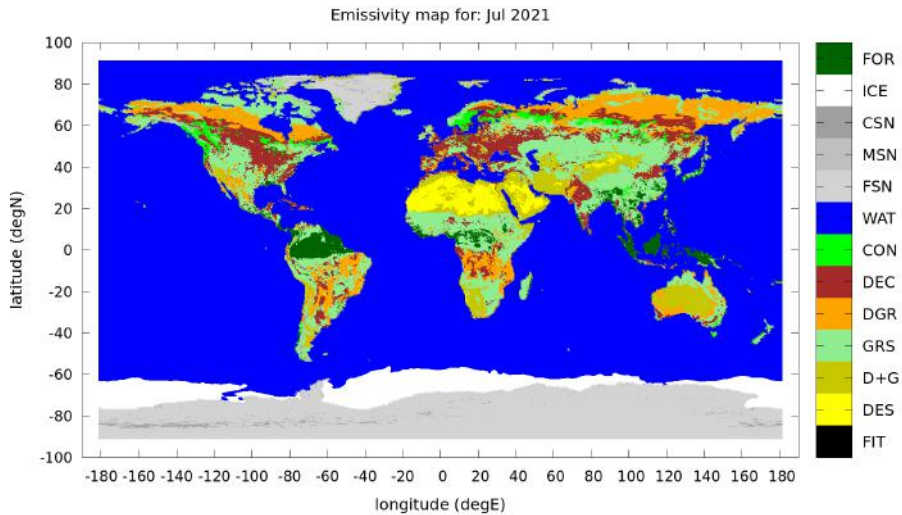 Emissivity map for: Jul 2021
100
80
60
40
20
0
-20
-40
-60
-80
-100
latitude (degN)
-180 -160 -140 -120 -100 -80 -60 -40 -20 0 20 40 60 80 100 120 140 160 180
longitude (degE)
FOR
ICE
CSN
MSN
FSN
WAT
CON
DEC
DGR
GRS
D+G
DES
FIT